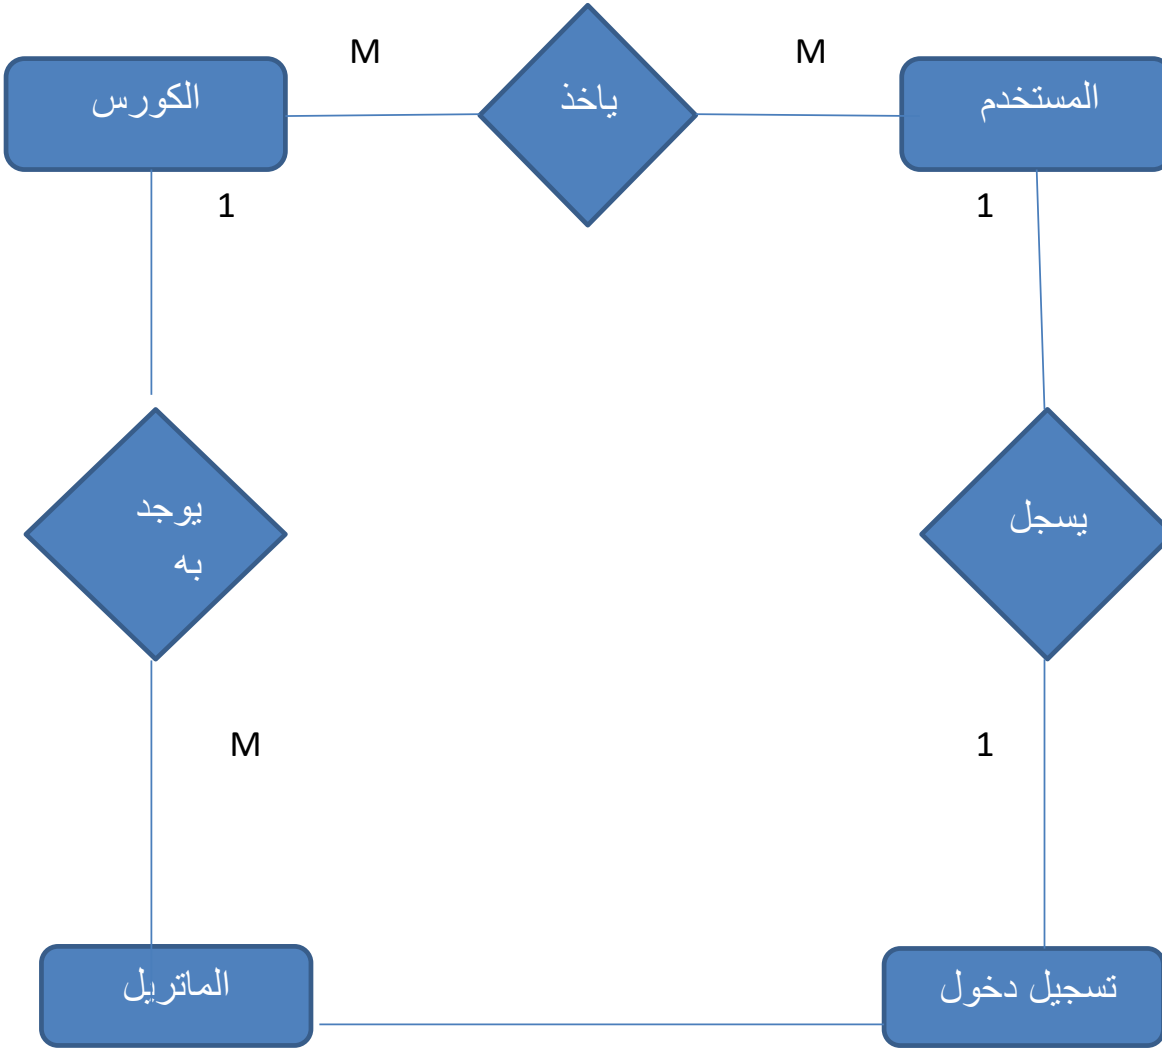 المستخدم
M
ياخذ
M
الكورس
1
1
يسجل
يوجد
به
1
M
تسجيل دخول
الماتريل